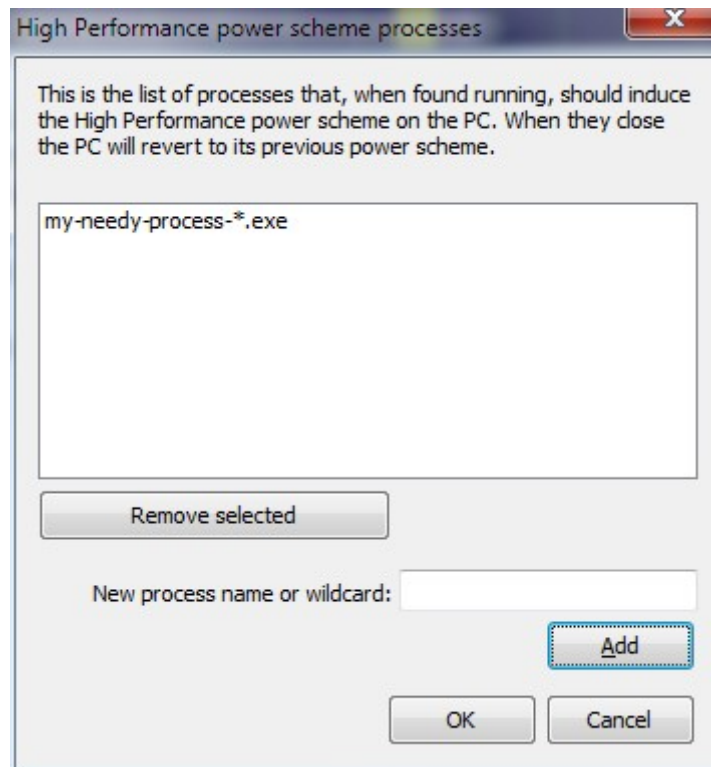 High Performance power scheme processes
This is the list of processes that, when found running, should induce
the High Performance power scheme on the PC. When they close
the PC will revert to its previous power scheme.
my-needy-process-*.exe
Remove selected
New process name or wildcard:
Add
OK Cancel